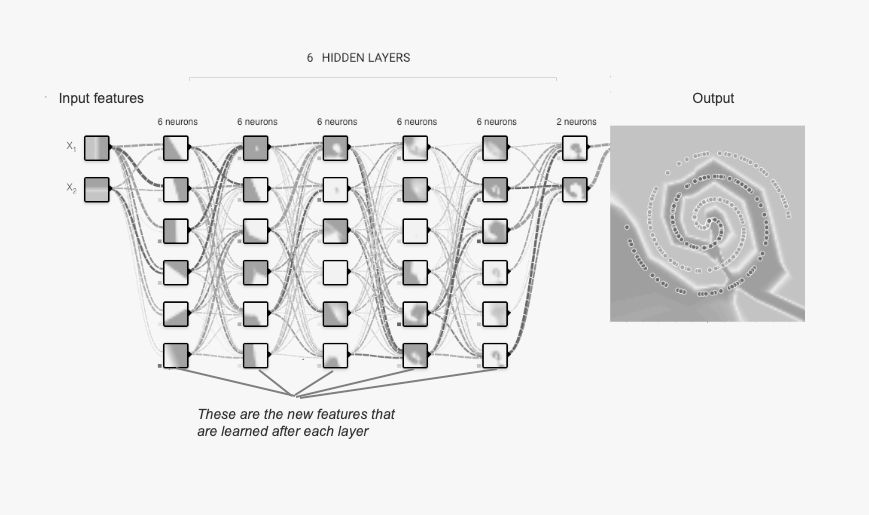 6 HIDDEN LAYERS
Input features
Output
6 neurons
6 neurons
6 neurons
6 neurons
6 neurons
2 neurons
X1
X2
These are the new features that
are learned after each layer